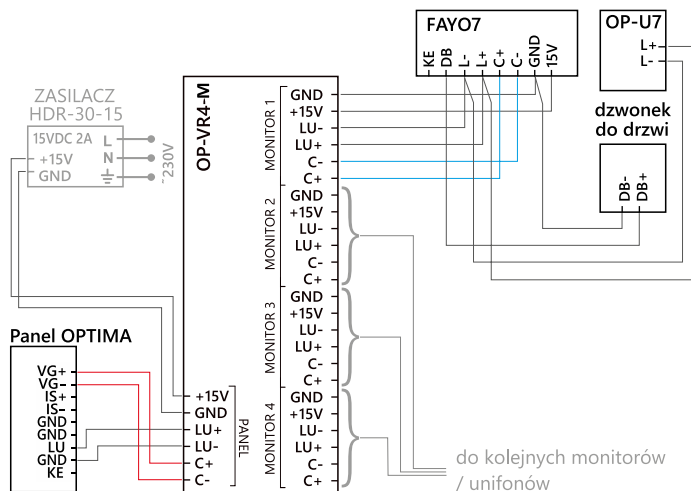 FAYO7
KE
DB
L-
L+
C+
C-
GND
15V
OP-U7
L+
L-
dzwonek
do drzwi
DB-
DB+
ZASILACZ
HDR-30-15
15VDC 2A
L
+15V
N
GND
~230V
OP-VR4-M
MONITOR 1
GND
+15V
LU-
LU+
C-
C+
MONITOR 2
GND
+15V
LU-
LU+
C-
C+
MONITOR 3
GND
+15V
LU-
LU+
C-
C+
MONITOR 4
GND
+15V
LU-
LU+
C-
C+
Panel OPTIMA
VG+
VG-
IS+
IS-
GND
GND
LU
GND
KE
+15V
GND
LU+
LU-
C+
C-
PANEL
do kolejnych monitorów
/ unifonów